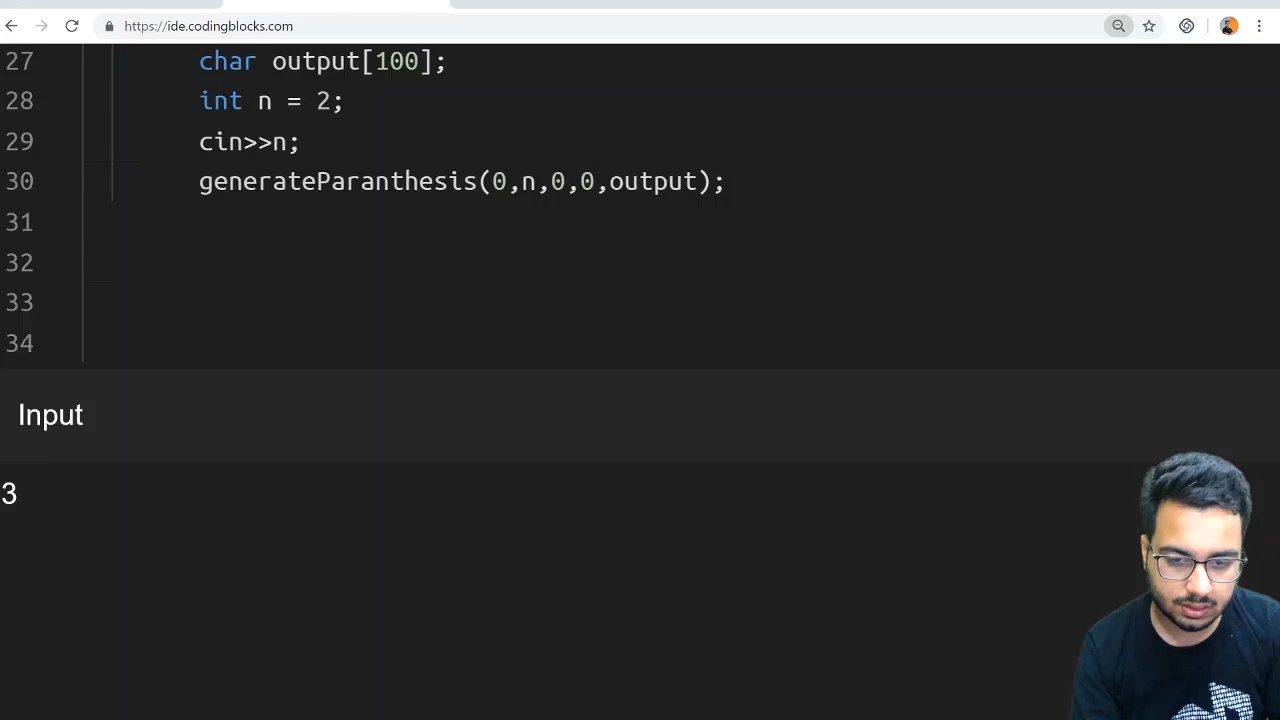 https://ide.codingblocks.com
27 char output[100];
28 int n = 2;
29 cin>>n;
30 generateParanthesis(0,n,0,0,output);
31
32
33
34
Input
3